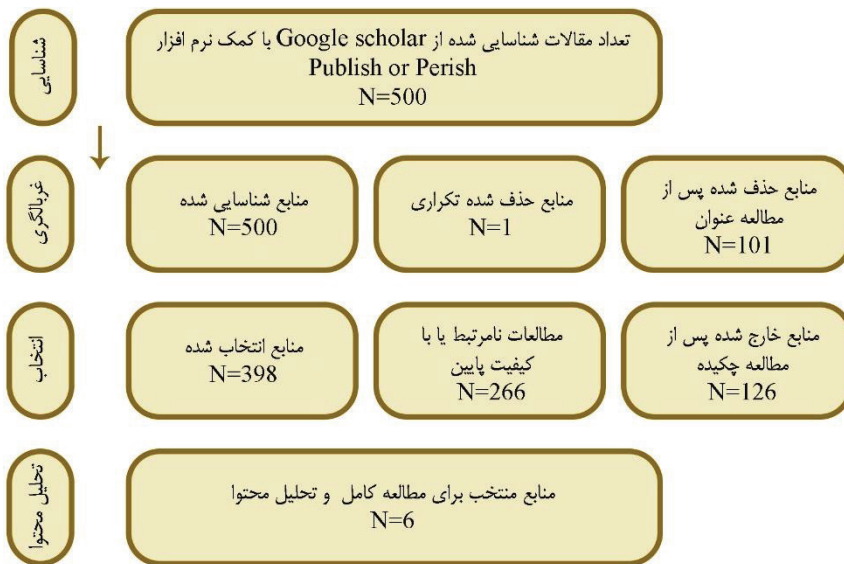 شناسایی
تعداد مقالات شناسایی شده از Google scholar با کمک نرم افزار
Publish or Perish
N=500
غربالگری
منابع شناسایی شده
N=500
منابع حذف شده تکراری
N=1
منابع حذف شده پس از
مطالعه عنوان
N=101
انتخاب
منابع انتخاب شده
N=398
مطالعات نامرتبط یا با
کیفیت پایین
N=266
منابع خارج شده پس از
مطالعه چکیده
N=126
تحلیل محتوا
منابع منتخب برای مطالعه کامل و تحلیل محتوا
N=6